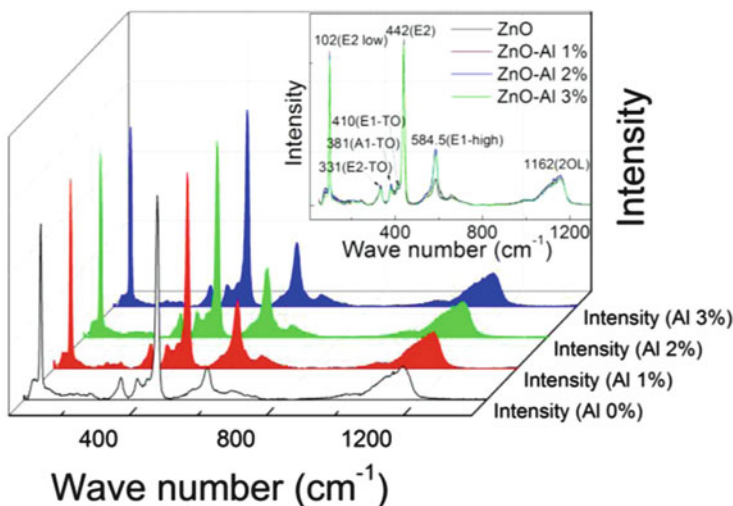 102(E2 low)
442(E2)
ZnO
ZnO-Al 1%
ZnO-Al 2%
ZnO-Al 3%
410(E1-TO)
381(A1-TO)
331(E2-TO)
584.5(E1-high)
1162(2OL)
Intensity
400 800 1200
Wave number (cm⁻¹)
Intensity
Intensity (Al 3%)
Intensity (Al 2%)
Intensity (Al 1%)
Intensity (Al 0%)
400 800 1200
Wave number (cm⁻¹)